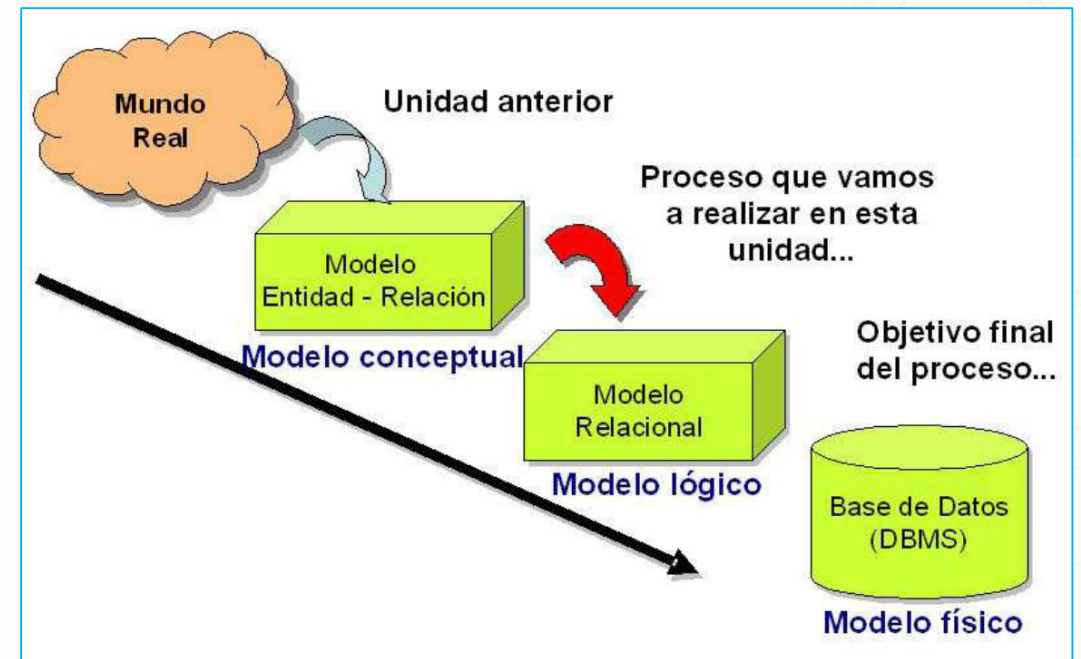 Mundo
Real
Unidad anterior
Proceso que vamos
a realizar en esta
unidad...
Modelo
Entidad - Relación
Modelo conceptual
Objetivo final
del proceso...
Modelo
Relacional
Modelo lógico
Base de Datos
(DBMS)
Modelo físico